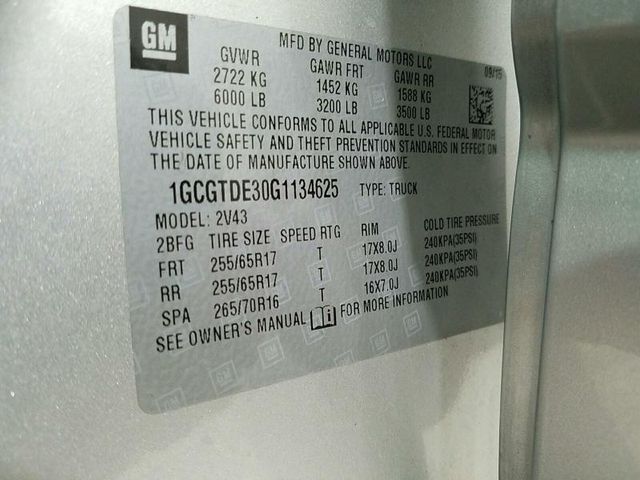 GM
MFD BY GENERAL MOTORS LLC
09/15
GVWR GAWR FRT GAWR RR
2722 KG 1452 KG 1588 KG
6000 LB 3200 LB 3500 LB
THIS VEHICLE CONFORMS TO ALL APPLICABLE U.S. FEDERAL MOTOR
VEHICLE SAFETY AND THEFT PREVENTION STANDARDS IN EFFECT ON
THE DATE OF MANUFACTURE SHOWN ABOVE.
1GCGTDE30G1134625 TYPE: TRUCK
MODEL: 2V43
2BFG TIRE SIZE SPEED RTG RIM COLD TIRE PRESSURE
FRT 255/65R17 T 17X8.0J 240KPA(35PSI)
RR 255/65R17 T 17X8.0J 240KPA(35PSI)
SPA 265/70R16 T 16X7.0J 240KPA(35PSI)
SEE OWNER'S MANUAL FOR MORE INFORMATION